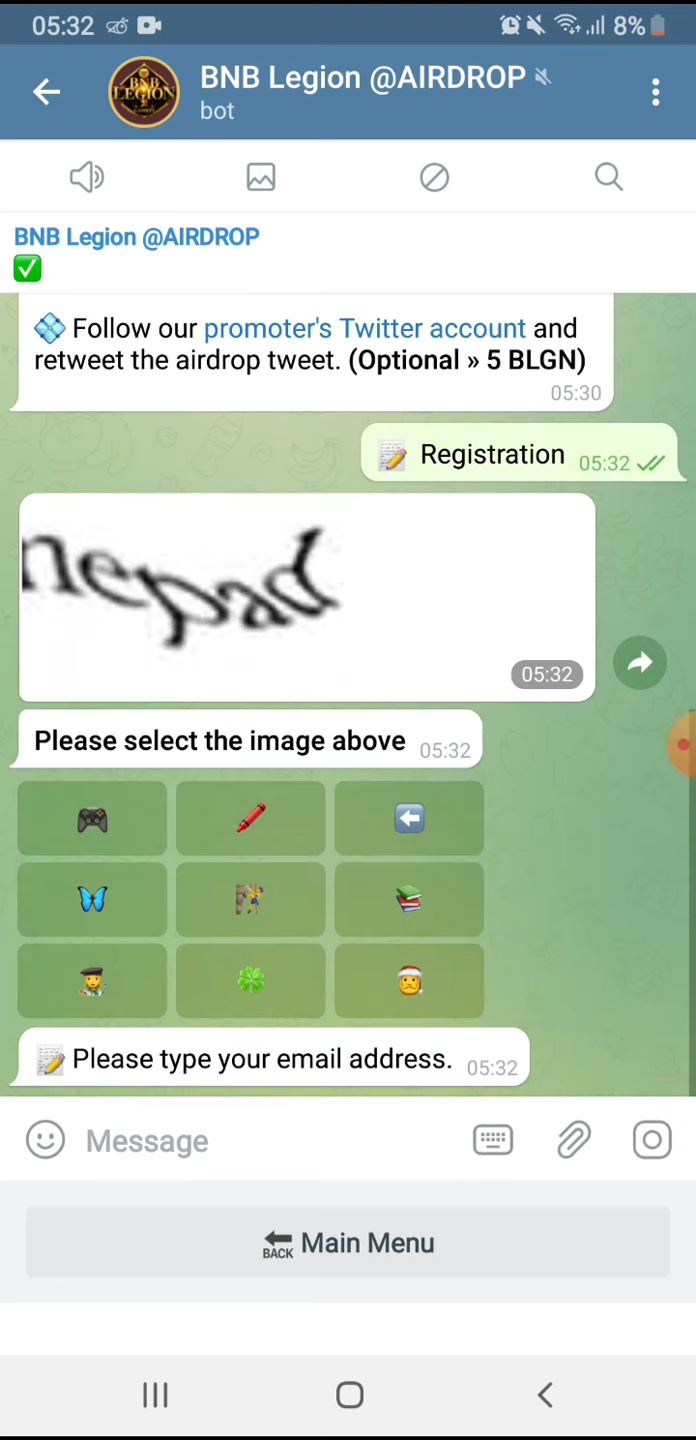 05:32
8%
BNB LEGION
BNB Legion @AIRDROP
bot
BNB Legion @AIRDROP
Follow our promoter's Twitter account and
retweet the airdrop tweet. (Optional » 5 BLGN)
05:30
Registration 05:32
nepad
05:32
Please select the image above 05:32
Please type your email address. 05:32
Message
BACK Main Menu